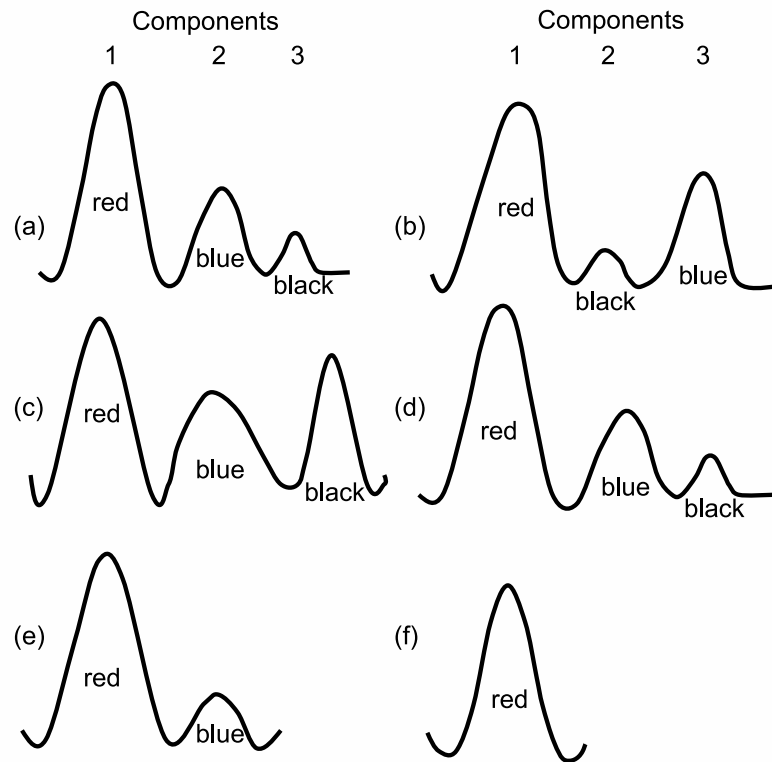 Components
1 2 3
Components
1 2 3
(a)
red
blue
black
(b)
red
black
blue
(c)
red
blue
black
(d)
red
blue
black
(e)
red
blue
(f)
red